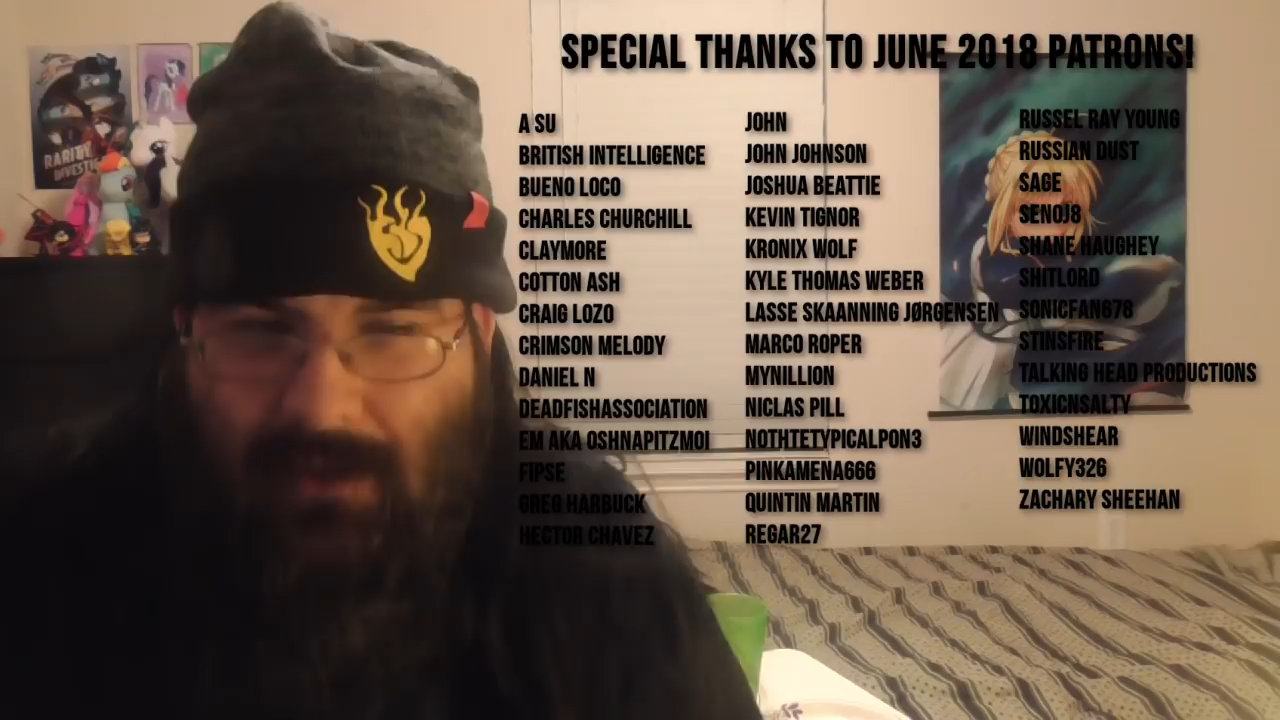 SPECIAL THANKS TO JUNE 2018 PATRONS!
A SU
BRITISH INTELLIGENCE
BUENO LOCO
CHARLES CHURCHILL
CLAYMORE
COTTON ASH
CRAIG LOZO
CRIMSON MELODY
DANIEL N
DEADFISHASSOCIATION
EM AKA OSHNAPITZMOI
FIPSE
GREG HARBUCK
HECTOR CHAVEZ
JOHN
JOHN JOHNSON
JOSHUA BEATTIE
KEVIN TIGNOR
KRONIX WOLF
KYLE THOMAS WEBER
LASSE SKAANNING JØRGENSEN
MARCO ROPER
MYNILLION
NICLAS PILL
NOTHTETYPICALPON3
PINKAMENA666
QUINTIN MARTIN
REGAR27
RUSSEL RAY YOUNG
RUSSIAN DUST
SAGE
SENOJ8
SHANE HAUGHEY
SHITLORD
SONICFAN678
STINSFIRE
TALKING HEAD PRODUCTIONS
TOXICNSALTY
WINDSHEAR
WOLFY326
ZACHARY SHEEHAN
RARITY